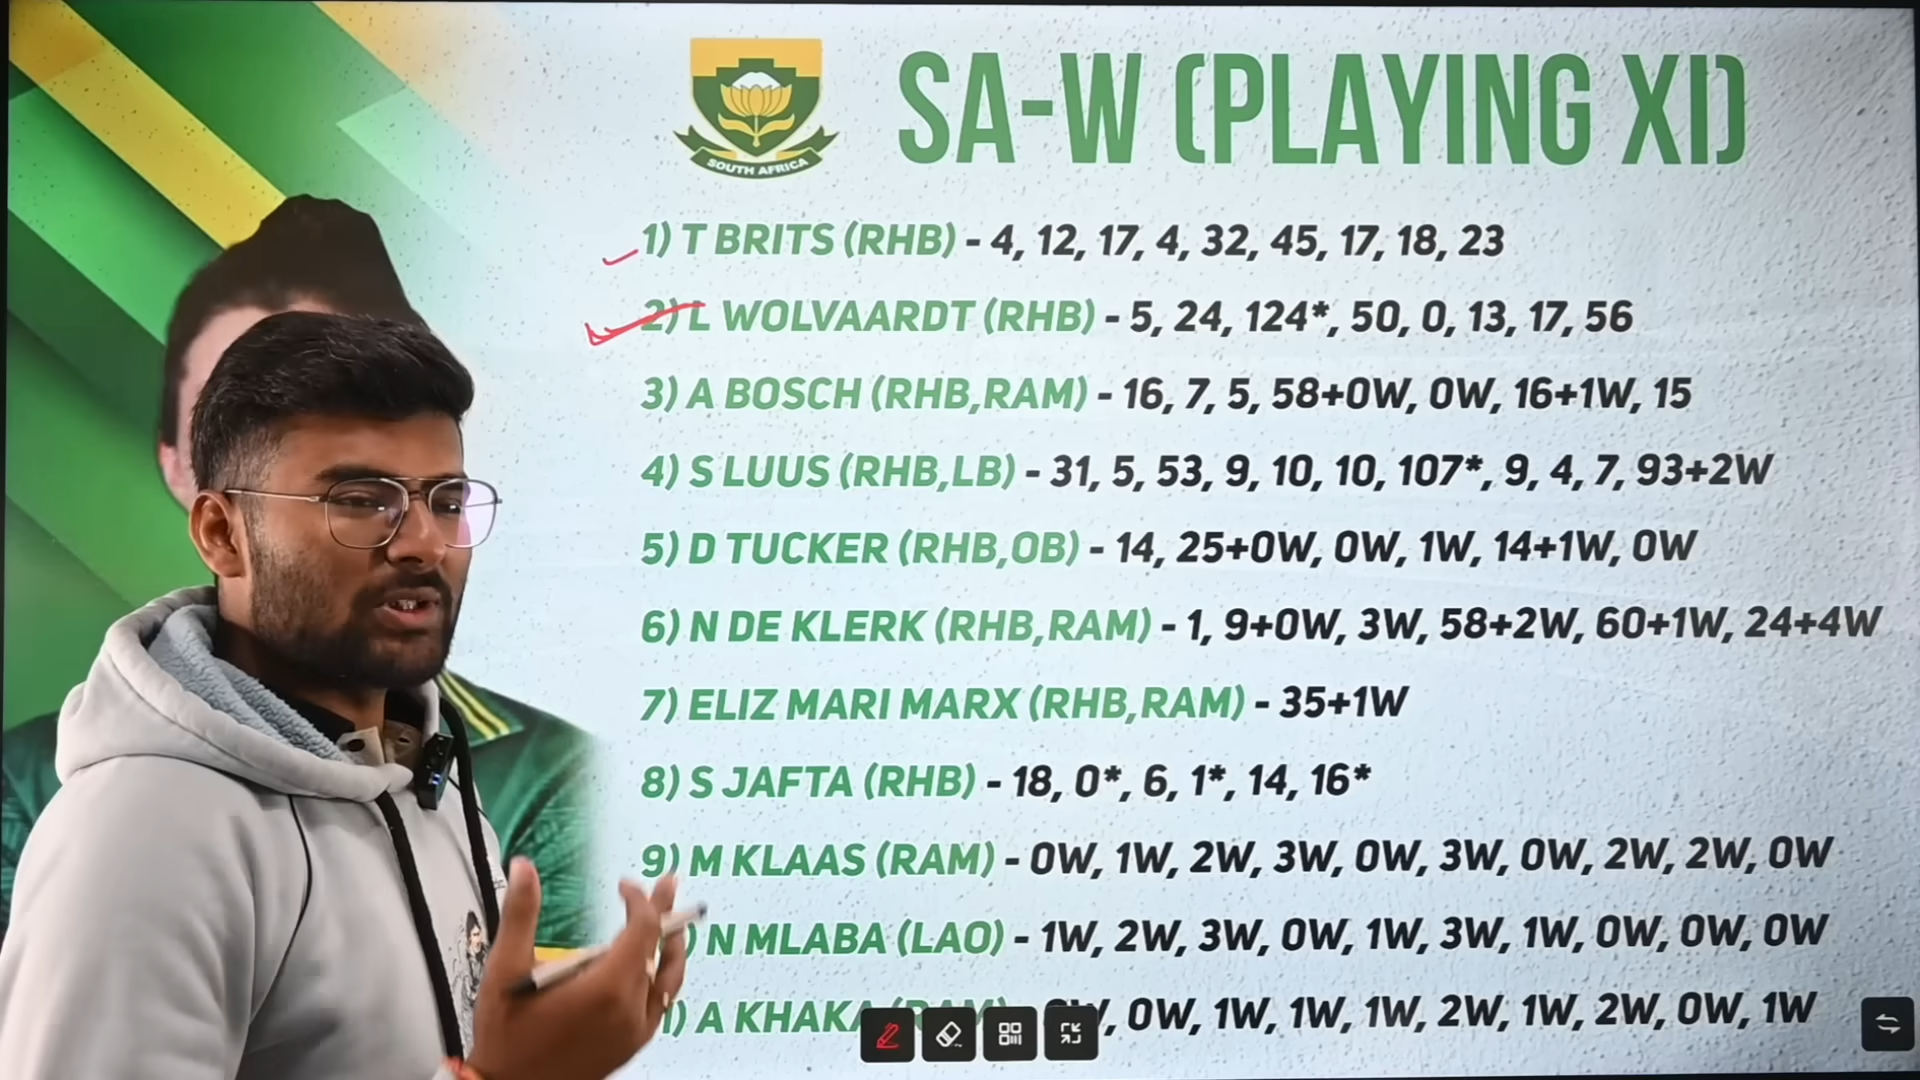 SOUTH AFRICA
SA-W (PLAYING XI)
1) T BRITS (RHB) - 4, 12, 17, 4, 32, 45, 17, 18, 23
2) L WOLVAARDT (RHB) - 5, 24, 124*, 50, 0, 13, 17, 56
3) A BOSCH (RHB,RAM) - 16, 7, 5, 58+0W, 0W, 16+1W, 15
4) S LUUS (RHB,LB) - 31, 5, 53, 9, 10, 10, 107*, 9, 4, 7, 93+2W
5) D TUCKER (RHB,OB) - 14, 25+0W, 0W, 1W, 14+1W, 0W
6) N DE KLERK (RHB,RAM) - 1, 9+0W, 3W, 58+2W, 60+1W, 24+4W
7) ELIZ MARI MARX (RHB,RAM) - 35+1W
8) S JAFTA (RHB) - 18, 0*, 6, 1*, 14, 16*
9) M KLAAS (RAM) - 0W, 1W, 2W, 3W, 0W, 3W, 0W, 2W, 2W, 0W
) N MLABA (LAO) - 1W, 2W, 3W, 0W, 1W, 3W, 1W, 0W, 0W, 0W
) A KHAKA 0W, 1W, 1W, 1W, 2W, 1W, 2W, 0W, 1W